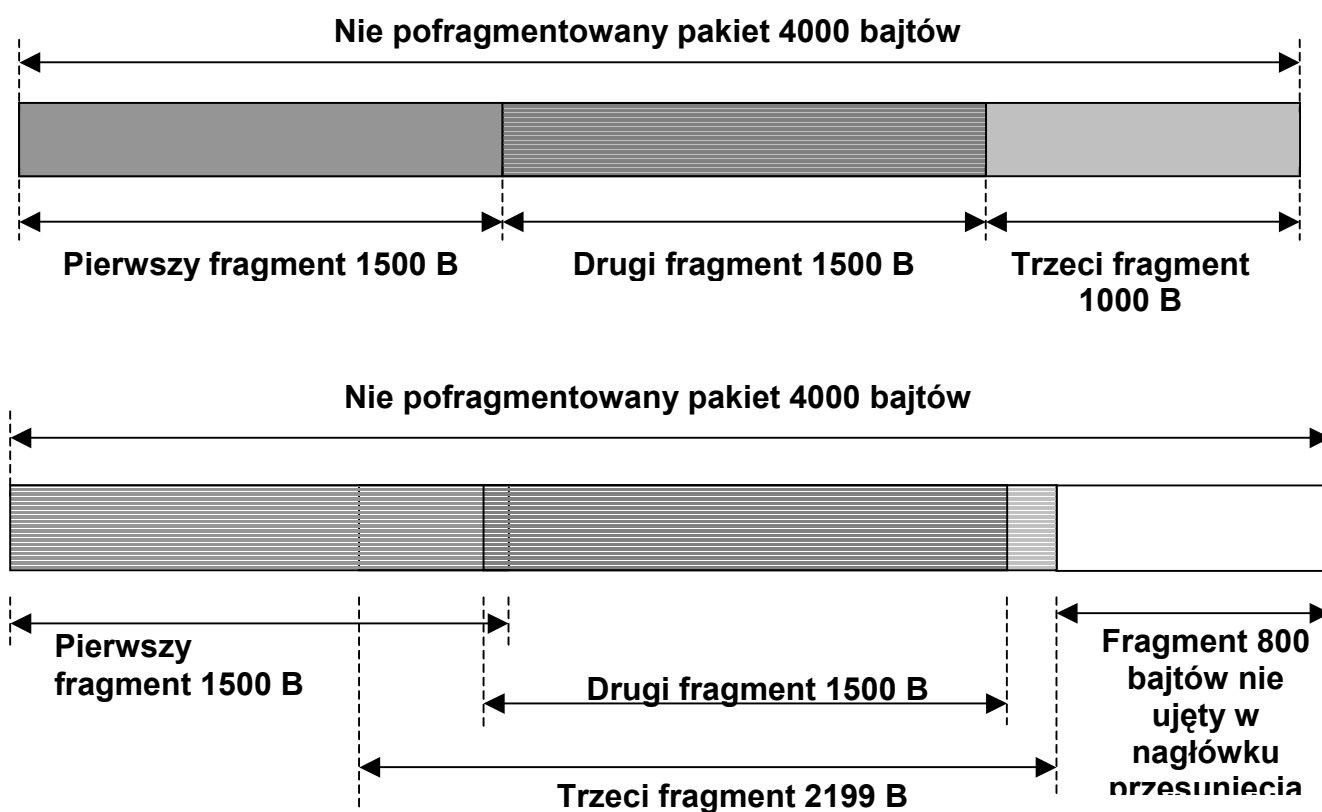 Nie pofragmentowany pakiet 4000 bajtów
Pierwszy fragment 1500 B
Drugi fragment 1500 B
Trzeci fragment
1000 B
Nie pofragmentowany pakiet 4000 bajtów
Pierwszy
fragment 1500 B
Drugi fragment 1500 B
Trzeci fragment 2199 B
Fragment 800
bajtów nie
ujęty w
nagłówku
przesunięcia